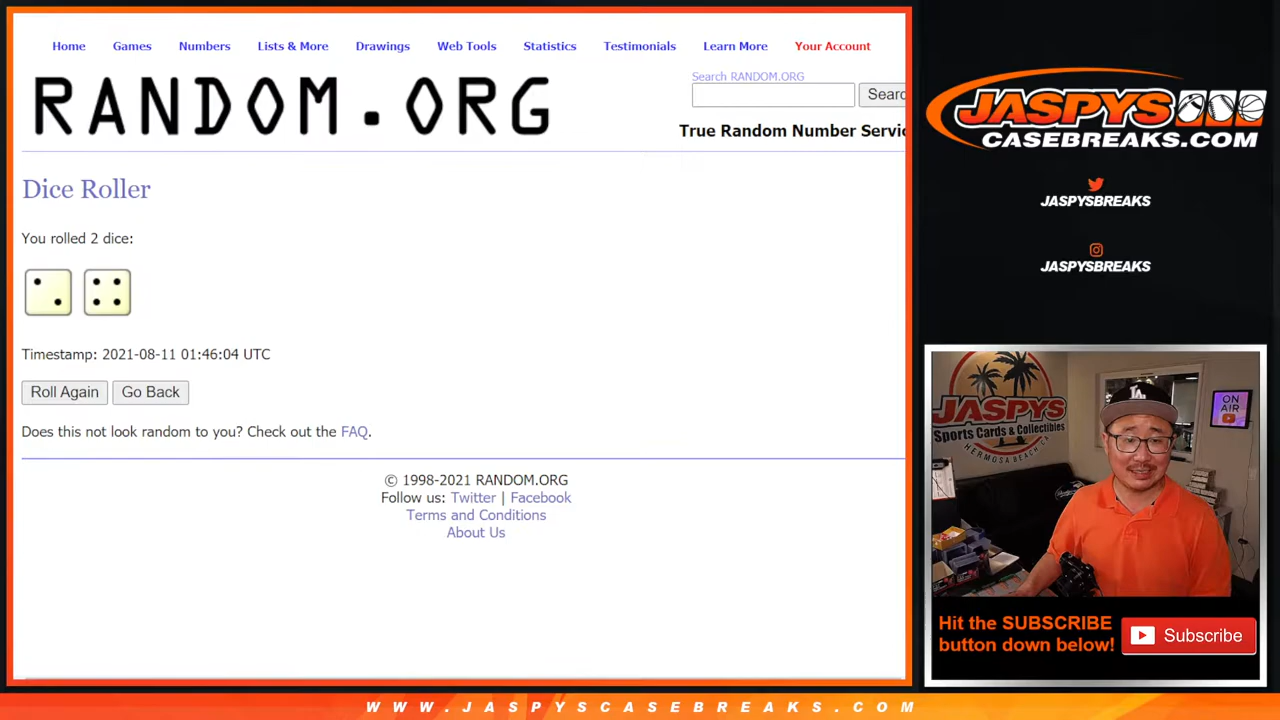 Home Games Numbers Lists & More Drawings Web Tools Statistics Testimonials Learn More Your Account
RANDOM.ORG
Search RANDOM.ORG
Searc
True Random Number Servic
Dice Roller
You rolled 2 dice:
Timestamp: 2021-08-11 01:46:04 UTC
Roll Again Go Back
Does this not look random to you? Check out the FAQ.
© 1998-2021 RANDOM.ORG
Follow us: Twitter | Facebook
Terms and Conditions
About Us
JASPYS
CASEBREAKS.COM
JASPYSBREAKS
JASPYSBREAKS
JASPYS
Sports Cards & Collectibles
HERMOSA BEACH CA
LA
ON
AIR
Hit the SUBSCRIBE
button down below!
Subscribe
WWW.JASPYSCASEBREAKS.COM